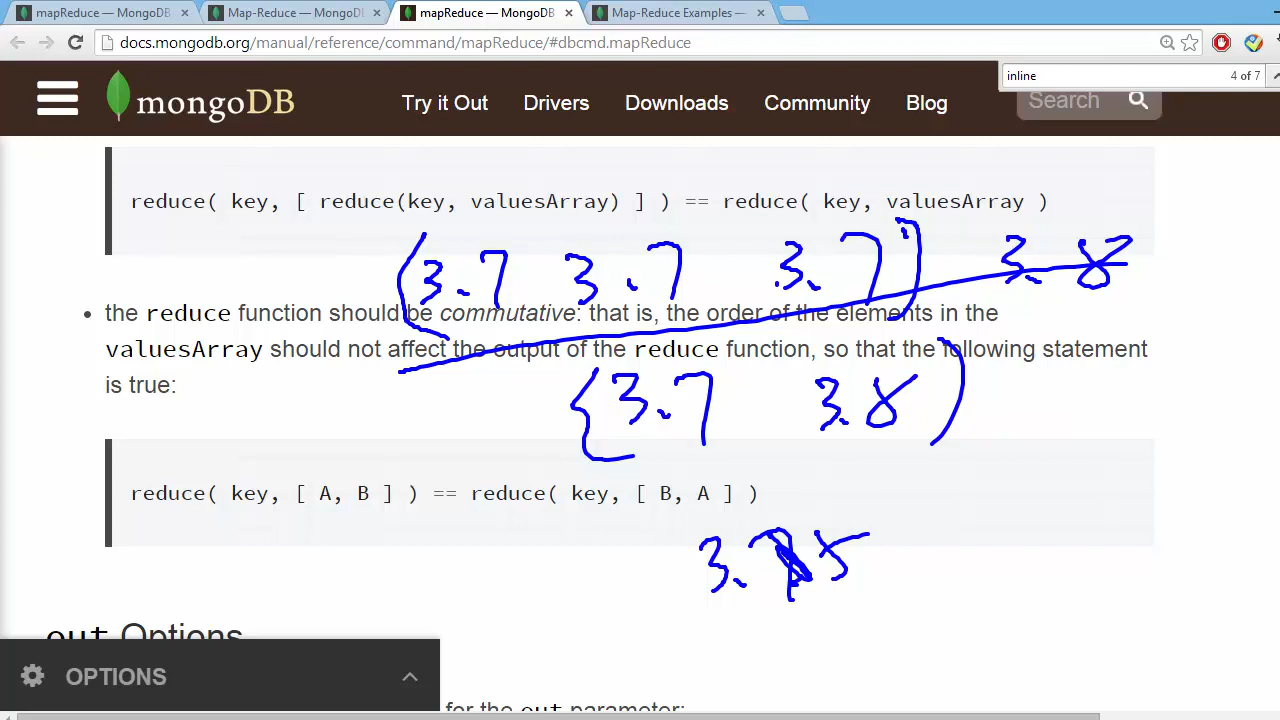 mapReduce — MongoDB
Map-Reduce — MongoD
mapReduce — MongoDB
Map-Reduce Examples —
docs.mongodb.org/manual/reference/command/mapReduce/#dbcmd.mapReduce
inline 4 of 7
mongoDB Try it Out Drivers Downloads Community Blog Search
reduce( key, [ reduce(key, valuesArray) ] ) == reduce( key, valuesArray )
(3.7 3.7 3.7) 3.8
• the reduce function should be commutative: that is, the order of the elements in the
valuesArray should not affect the output of the reduce function, so that the following statement
is true:
{3.7 3.8)
reduce( key, [ A, B ] ) == reduce( key, [ B, A ] )
out Options
OPTIONS
for the out parameter: